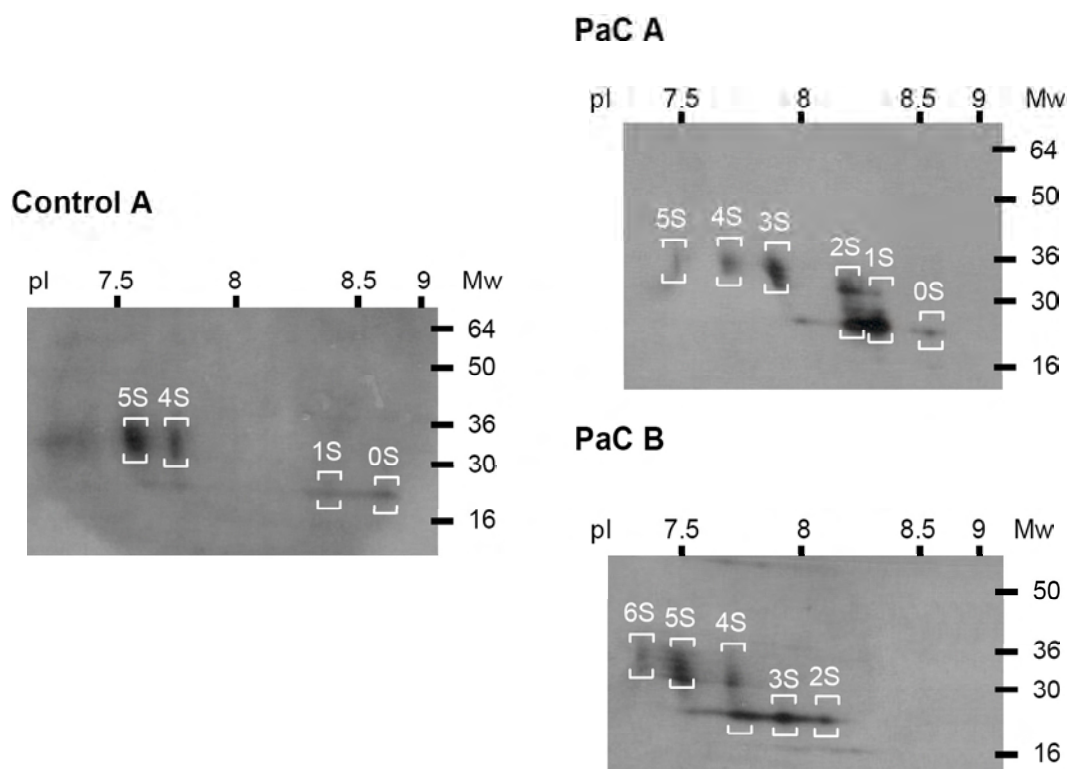 Control A
pI 7.5 8 8.5 9 Mw
64
50
5S 4S
36
1S 0S
30
16
PaC A
pI 7.5 8 8.5 9 Mw
64
50
5S 4S 3S
36
2S 1S
0S
30
16
PaC B
pI 7.5 8 8.5 9 Mw
50
6S 5S 4S
36
3S 2S
30
16